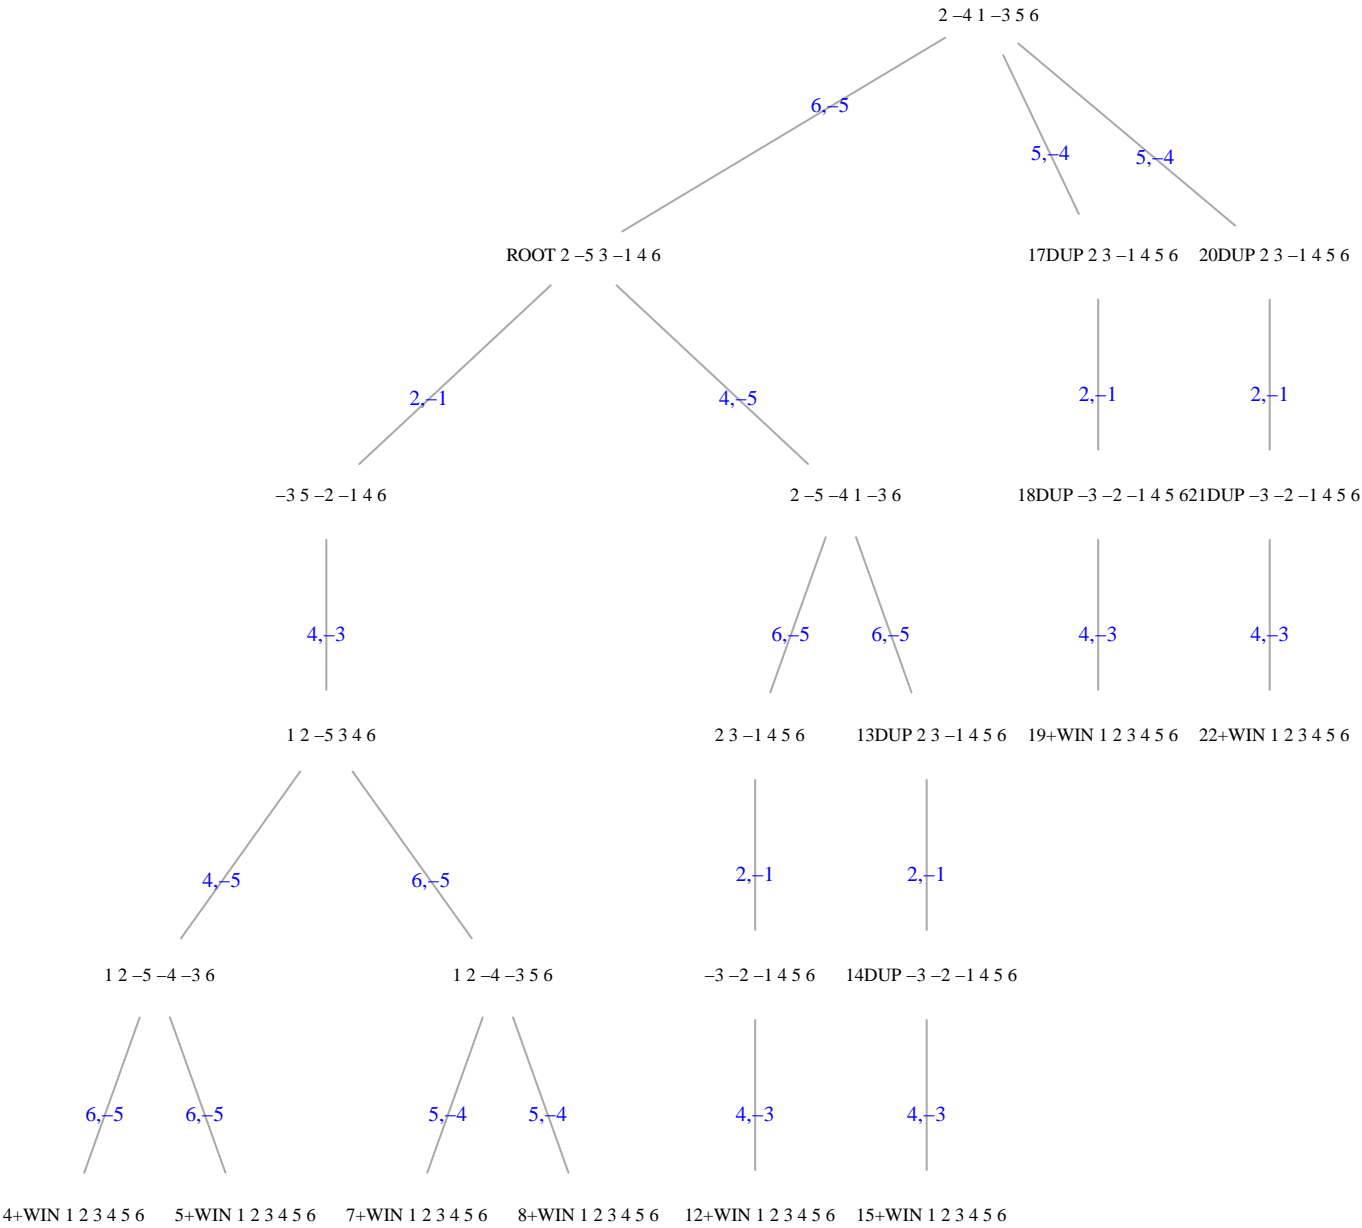 2 –4 1 –3 5 6
6,–5
5,–4
5,–4
ROOT 2 –5 3 –1 4 6
17DUP 2 3 –1 4 5 6
20DUP 2 3 –1 4 5 6
2,–1
4,–5
2,–1
2,–1
–3 5 –2 –1 4 6
2 –5 –4 1 –3 6
18DUP –3 –2 –1 4 5 6
21DUP –3 –2 –1 4 5 6
4,–3
6,–5
6,–5
4,–3
4,–3
1 2 –5 3 4 6
2 3 –1 4 5 6
13DUP 2 3 –1 4 5 6
19+WIN 1 2 3 4 5 6
22+WIN 1 2 3 4 5 6
4,–5
6,–5
2,–1
2,–1
1 2 –5 –4 –3 6
1 2 –4 –3 5 6
–3 –2 –1 4 5 6
14DUP –3 –2 –1 4 5 6
6,–5
6,–5
5,–4
5,–4
4,–3
4,–3
4+WIN 1 2 3 4 5 6
5+WIN 1 2 3 4 5 6
7+WIN 1 2 3 4 5 6
8+WIN 1 2 3 4 5 6
12+WIN 1 2 3 4 5 6
15+WIN 1 2 3 4 5 6